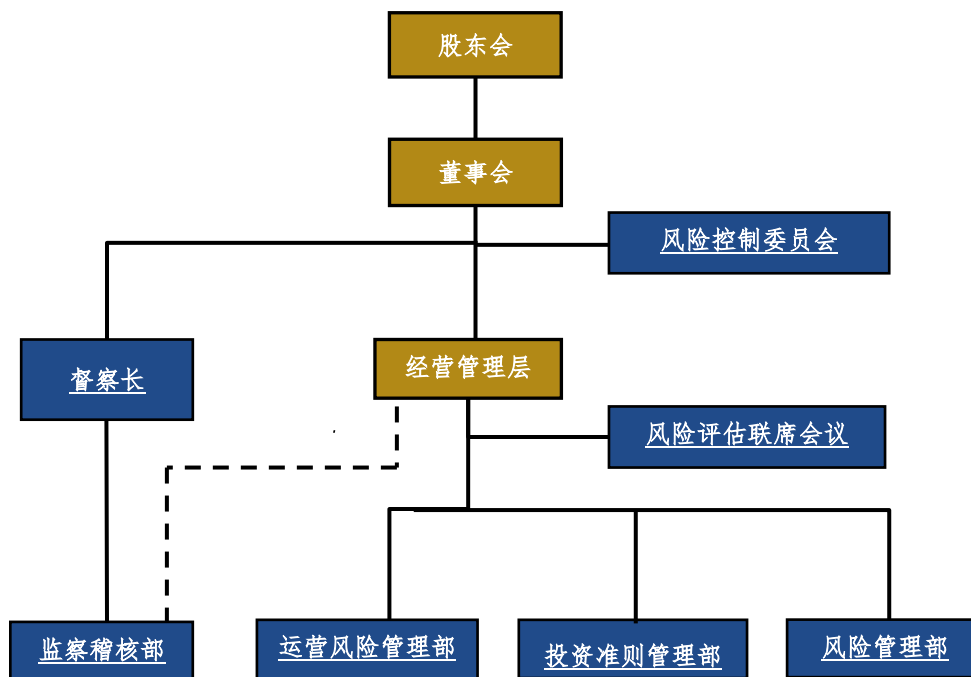 股东会
董事会
风险控制委员会
督察长
经营管理层
风险评估联席会议
监察稽核部
运营风险管理部
投资准则管理部
风险管理部